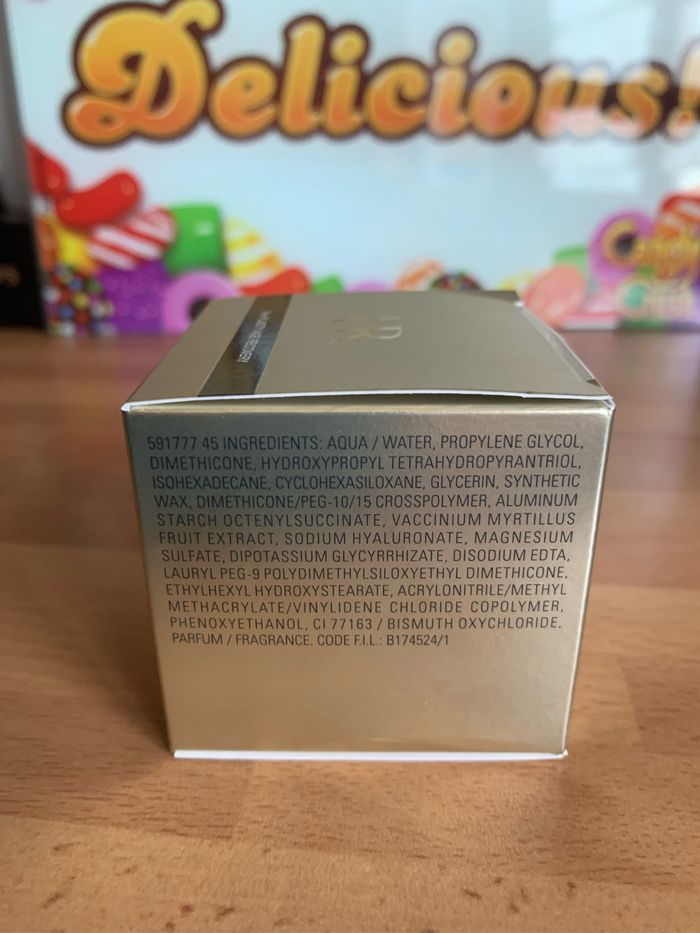 Delicious!
Candy
HR
591777 45 INGREDIENTS: AQUA / WATER, PROPYLENE GLYCOL,
DIMETHICONE, HYDROXYPROPYL TETRAHYDROPYRANTRIOL,
ISOHEXADECANE, CYCLOHEXASILOXANE, GLYCERIN, SYNTHETIC
WAX, DIMETHICONE/PEG-10/15 CROSSPOLYMER, ALUMINUM
STARCH OCTENYLSUCCINATE, VACCINIUM MYRTILLUS
FRUIT EXTRACT, SODIUM HYALURONATE, MAGNESIUM
SULFATE, DIPOTASSIUM GLYCYRRHIZATE, DISODIUM EDTA,
LAURYL PEG-9 POLYDIMETHYLSILOXYETHYL DIMETHICONE,
ETHYLHEXYL HYDROXYSTEARATE, ACRYLONITRILE/METHYL
METHACRYLATE/VINYLIDENE CHLORIDE COPOLYMER,
PHENOXYETHANOL, CI 77163 / BISMUTH OXYCHLORIDE,
PARFUM / FRAGRANCE. CODE F.I.L.: B174524/1